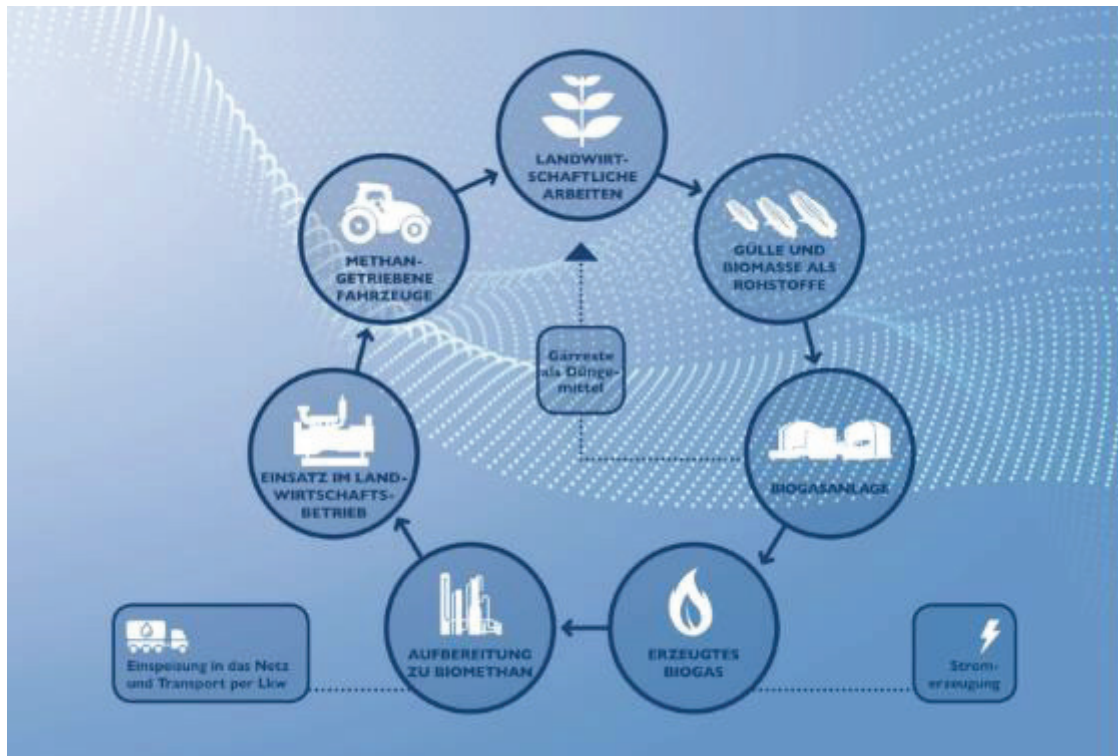 LANDWIRT-
SCHAFTLICHE
ARBEITEN
GÜLLE UND
BIOMASSE ALS
ROHSTOFFE
BIOGASANLAGE
ERZEUGTES
BIOGAS
AUFBEREITUNG
ZU BIOMETHAN
EINSATZ IM LAND-
WIRTSCHAFTS-
BETRIEB
METHAN-
GETRIEBENE
FAHRZEUGE
Gärreste
als Dünge-
mittel
Einspeisung in das Netz
und Transport per Lkw
Strom-
erzeugung